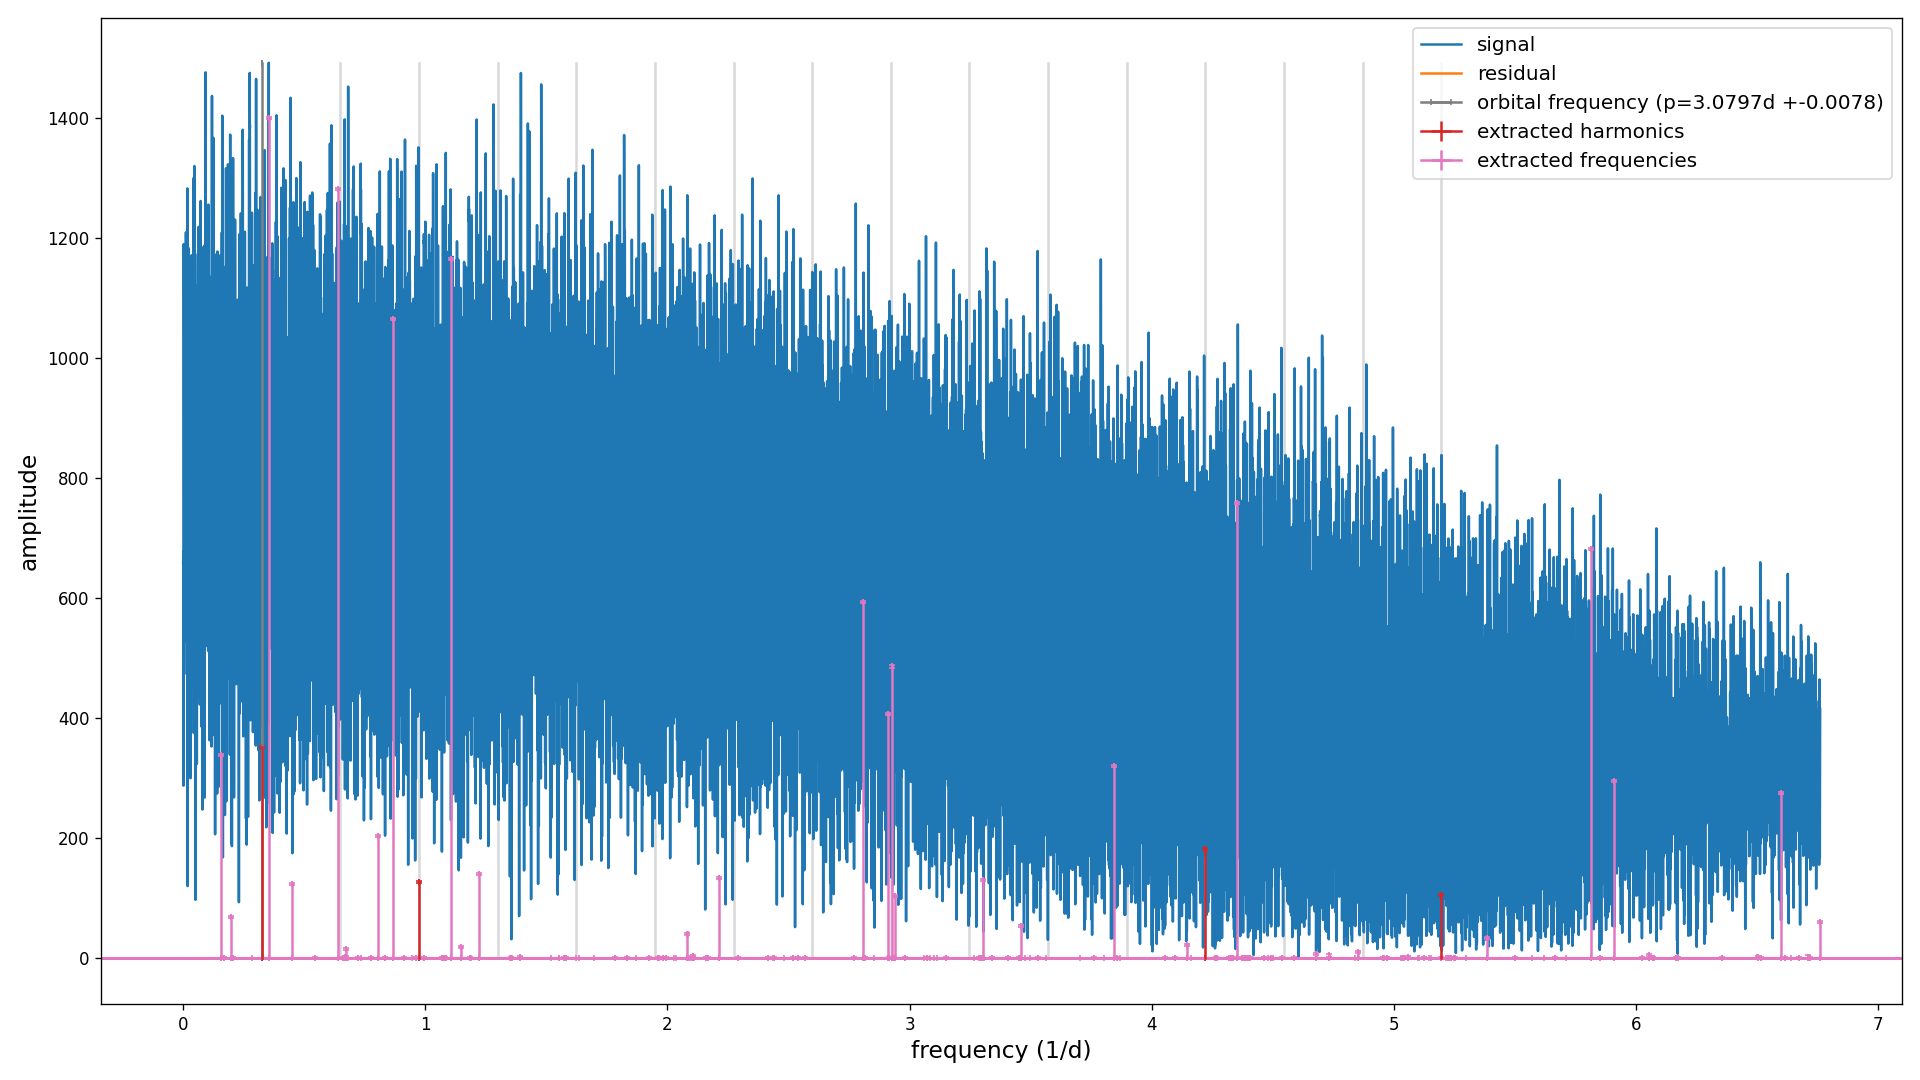 signal
residual
orbital frequency (p=3.0797d +-0.0078)
extracted harmonics
extracted frequencies
1400
1200
1000
800
600
400
200
0
amplitude
0 1 2 3 4 5 6 7
frequency (1/d)